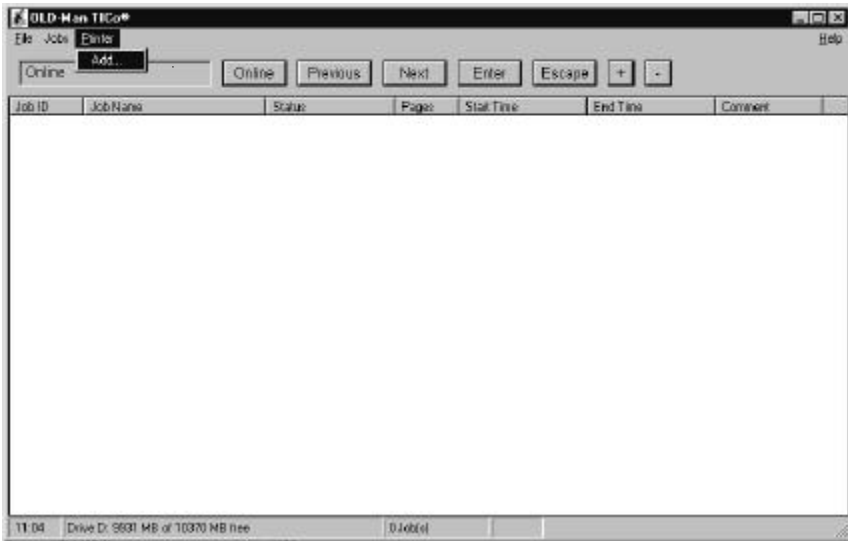 OLD-Man TICo®
File Jobs Printer Help
Add...
Online Online Previous Next Enter Escape + -
Job ID Job Name Status Pages Start Time End Time Comment
11:04 Drive D: 9931 MB of 10370 MB free 0 Job(s)